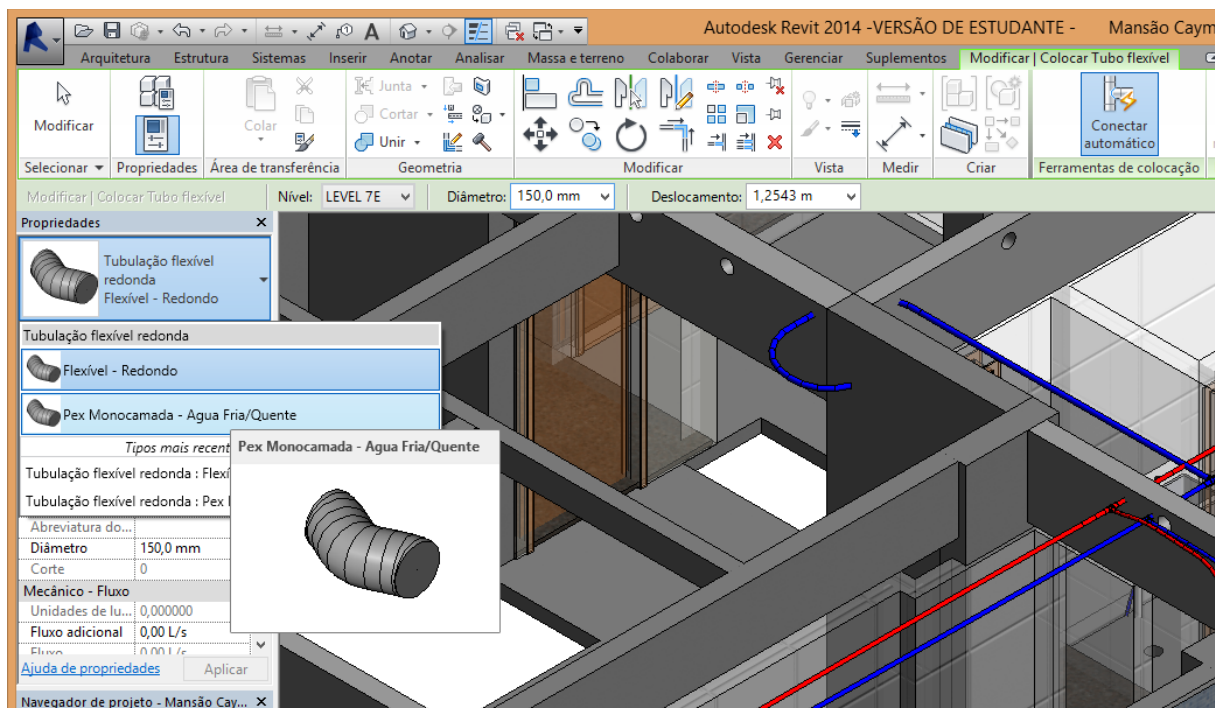 Autodesk Revit 2014 -VERSÃO DE ESTUDANTE - Mansão Caym
Arquitetura Estrutura Sistemas Inserir Anotar Analisar Massa e terreno Colaborar Vista Gerenciar Suplementos Modificar | Colocar Tubo flexível
Modificar
Colar
Junta
Cortar
Unir
Conectar
automático
Selecionar Propriedades Área de transferência Geometria Modificar Vista Medir Criar Ferramentas de colocação
Modificar | Colocar Tubo flexível Nível: LEVEL 7E Diâmetro: 150,0 mm Deslocamento: 1,2543 m
Propriedades
Tubulação flexível
redonda
Flexível - Redondo
Tubulação flexível redonda
Flexível - Redondo
Pex Monocamada - Agua Fria/Quente
Tipos mais recent
Pex Monocamada - Agua Fria/Quente
Tubulação flexível redonda : Flexí
Tubulação flexível redonda : Pex
Abreviatura do...
Diâmetro 150,0 mm
Corte 0
Mecânico - Fluxo
Unidades de lu... 0,000000
Fluxo adicional 0,00 L/s
Fluxo 0,00 L/s
Ajuda de propriedades Aplicar
Navegador de projeto - Mansão Cay...